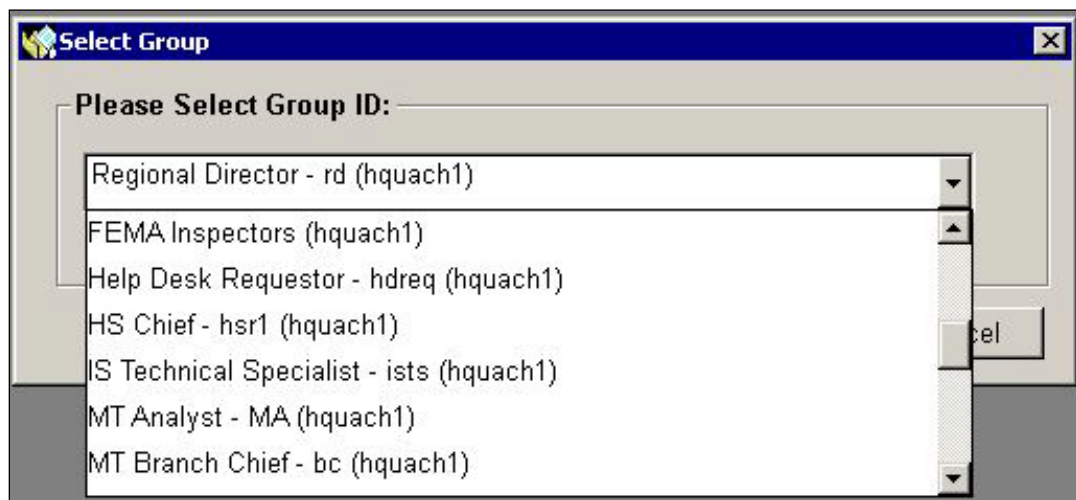 Select Group
Please Select Group ID:
Regional Director - rd (hquach1)
FEMA Inspectors (hquach1)
Help Desk Requestor - hdreq (hquach1)
HS Chief - hsr1 (hquach1)
IS Technical Specialist - ists (hquach1)
MT Analyst - MA (hquach1)
MT Branch Chief - bc (hquach1)